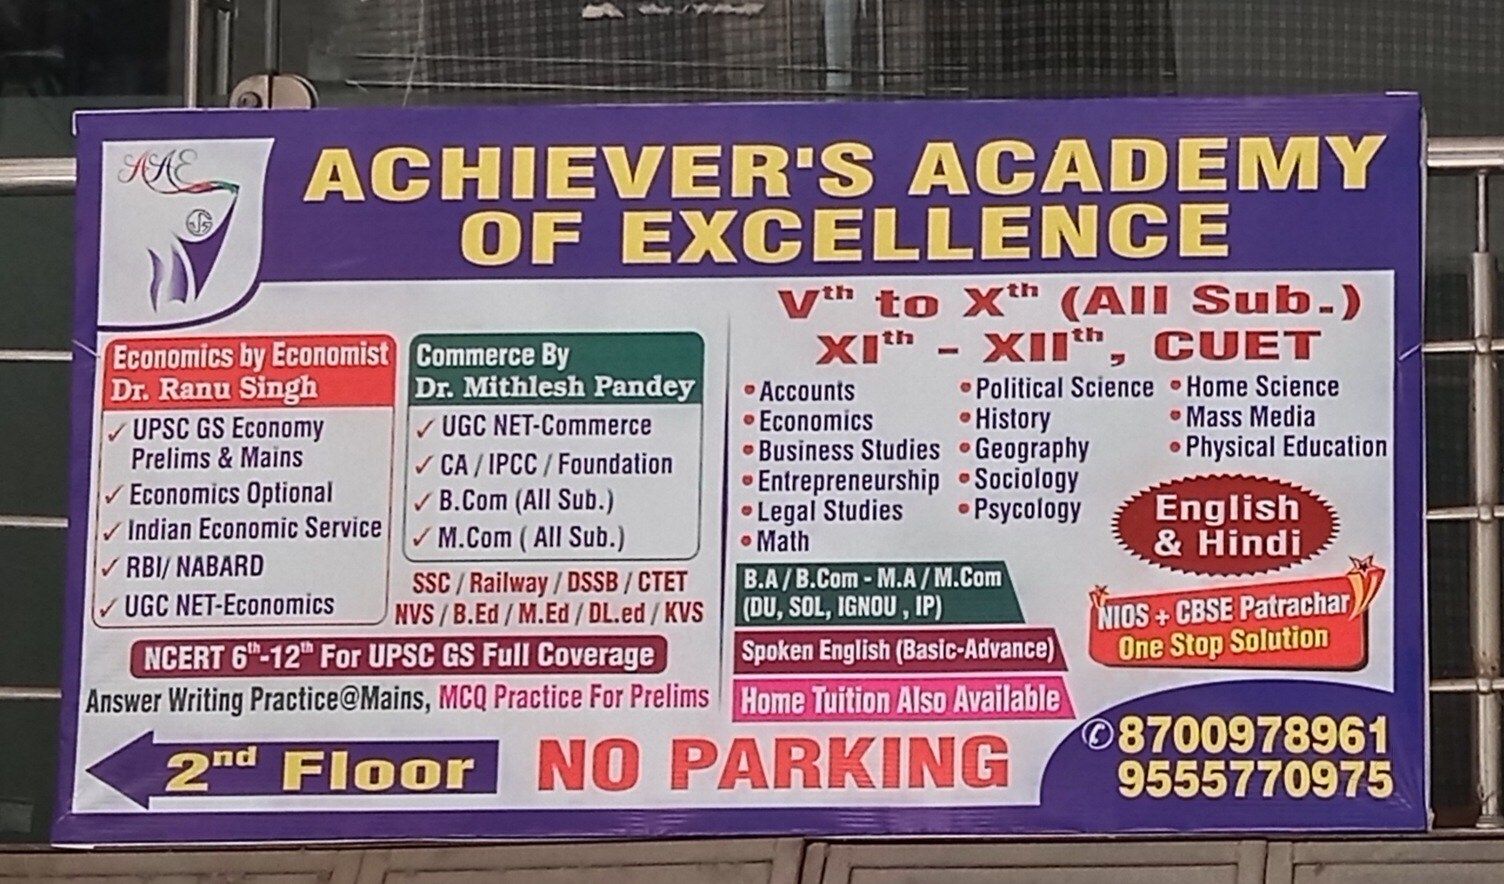 AAE
ACHIEVER'S ACADEMY
OF EXCELLENCE
Economics by Economist
Dr. Ranu Singh
UPSC GS Economy
Prelims & Mains
Economics Optional
Indian Economic Service
RBI/ NABARD
UGC NET-Economics
Commerce By
Dr. Mithlesh Pandey
UGC NET-Commerce
CA / IPCC / Foundation
B.Com (All Sub.)
M.Com ( All Sub.)
SSC / Railway / DSSB / CTET
NVS / B.Ed / M.Ed / DL.ed / KVS
NCERT 6th-12th For UPSC GS Full Coverage
Answer Writing Practice@Mains, MCQ Practice For Prelims
Vth to Xth (All Sub.)
XIth - XIIth, CUET
Accounts
Economics
Business Studies
Entrepreneurship
Legal Studies
Math
Political Science
History
Geography
Sociology
Psycology
Home Science
Mass Media
Physical Education
English
& Hindi
B.A / B.Com - M.A / M.Com
(DU, SOL, IGNOU , IP)
Spoken English (Basic-Advance)
Home Tuition Also Available
NIOS + CBSE Patrachar
One Stop Solution
2nd Floor
NO PARKING
8700978961
9555770975